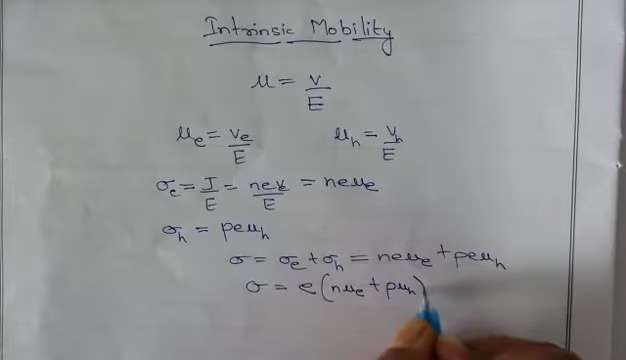 Intrinsic Mobility
μ = v/E
μₑ = vₑ/E μₕ = vₕ/E
σₑ = J/E = nevₑ/E = neμₑ
σₕ = peμₕ
σ = σₑ + σₕ = neμₑ + peμₕ
σ = e(nμₑ + pμₕ)